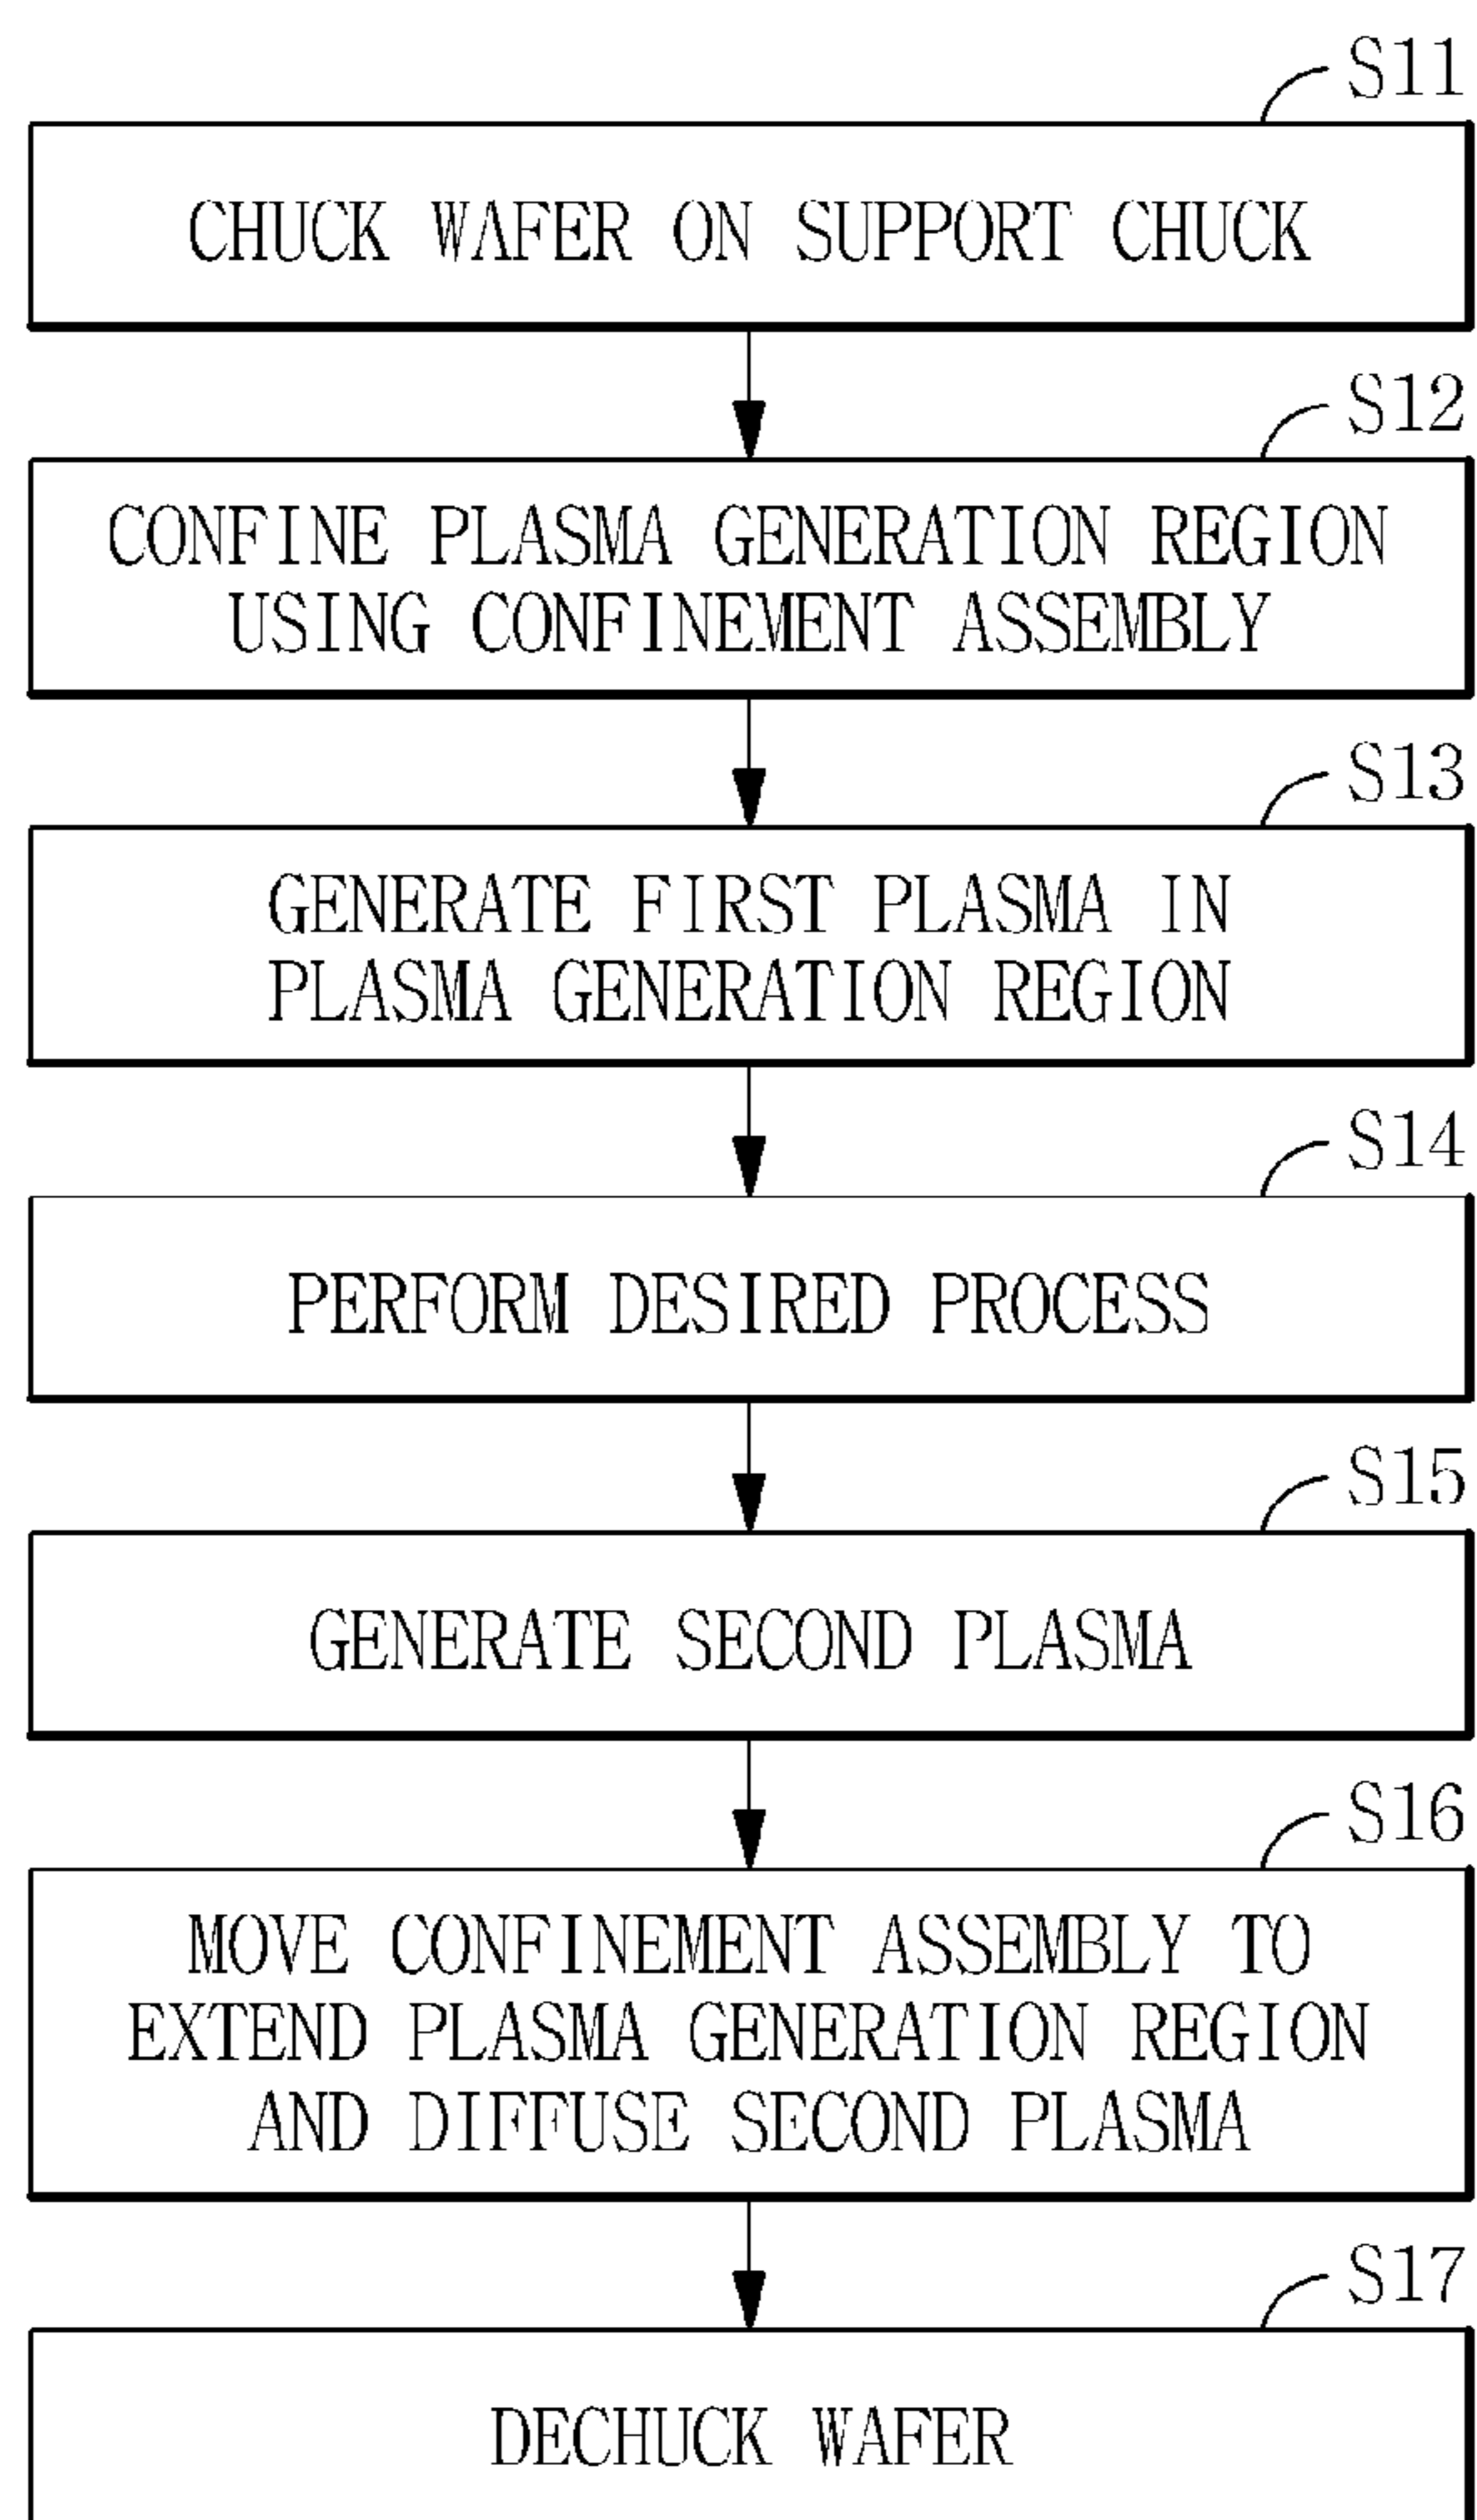 S11
CHUCK WAFER ON SUPPORT CHUCK
S12
CONFINE PLASMA GENERATION REGION
USING CONFINEMENT ASSEMBLY
S13
GENERATE FIRST PLASMA IN
PLASMA GENERATION REGION
S14
PERFORM DESIRED PROCESS
S15
GENERATE SECOND PLASMA
S16
MOVE CONFINEMENT ASSEMBLY TO
EXTEND PLASMA GENERATION REGION
AND DIFFUSE SECOND PLASMA
S17
DECHUCK WAFER